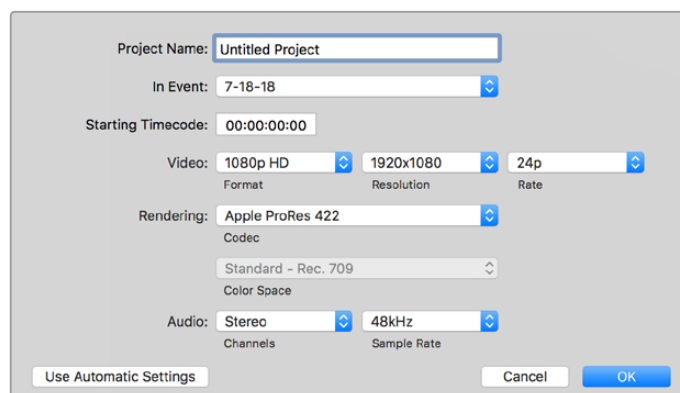 Project Name: Untitled Project
In Event: 7-18-18
Starting Timecode: 00:00:00:00
Video: 1080p HD 1920x1080 24p
Format Resolution Rate
Rendering: Apple ProRes 422
Codec
Standard - Rec. 709
Color Space
Audio: Stereo 48kHz
Channels Sample Rate
Use Automatic Settings Cancel OK